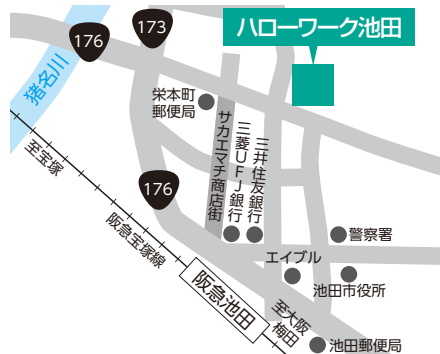 ハローワーク池田
173
176
猪名川
栄本町
郵便局
至宝塚
サカエマチ商店街
三菱UFJ銀行
三井住友銀行
176
阪急宝塚線
警察署
エイブル
池田市役所
阪急池田
至大阪
梅田
池田郵便局